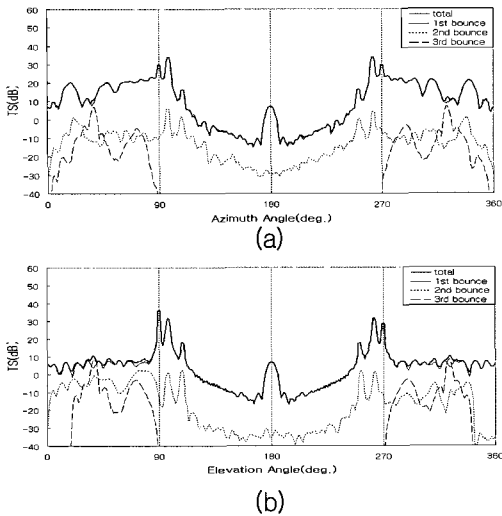 60
50
40
30
20
10
0
-10
-20
-30
-40
TS(dB)
total
1st bounce
2nd bounce
3rd bounce
0 90 180 270 360
Azimuth Angle(deg.)
(a)
60
50
40
30
20
10
0
-10
-20
-30
-40
TS(dB)
total
1st bounce
2nd bounce
3rd bounce
0 90 180 270 360
Elevation Angle(deg.)
(b)